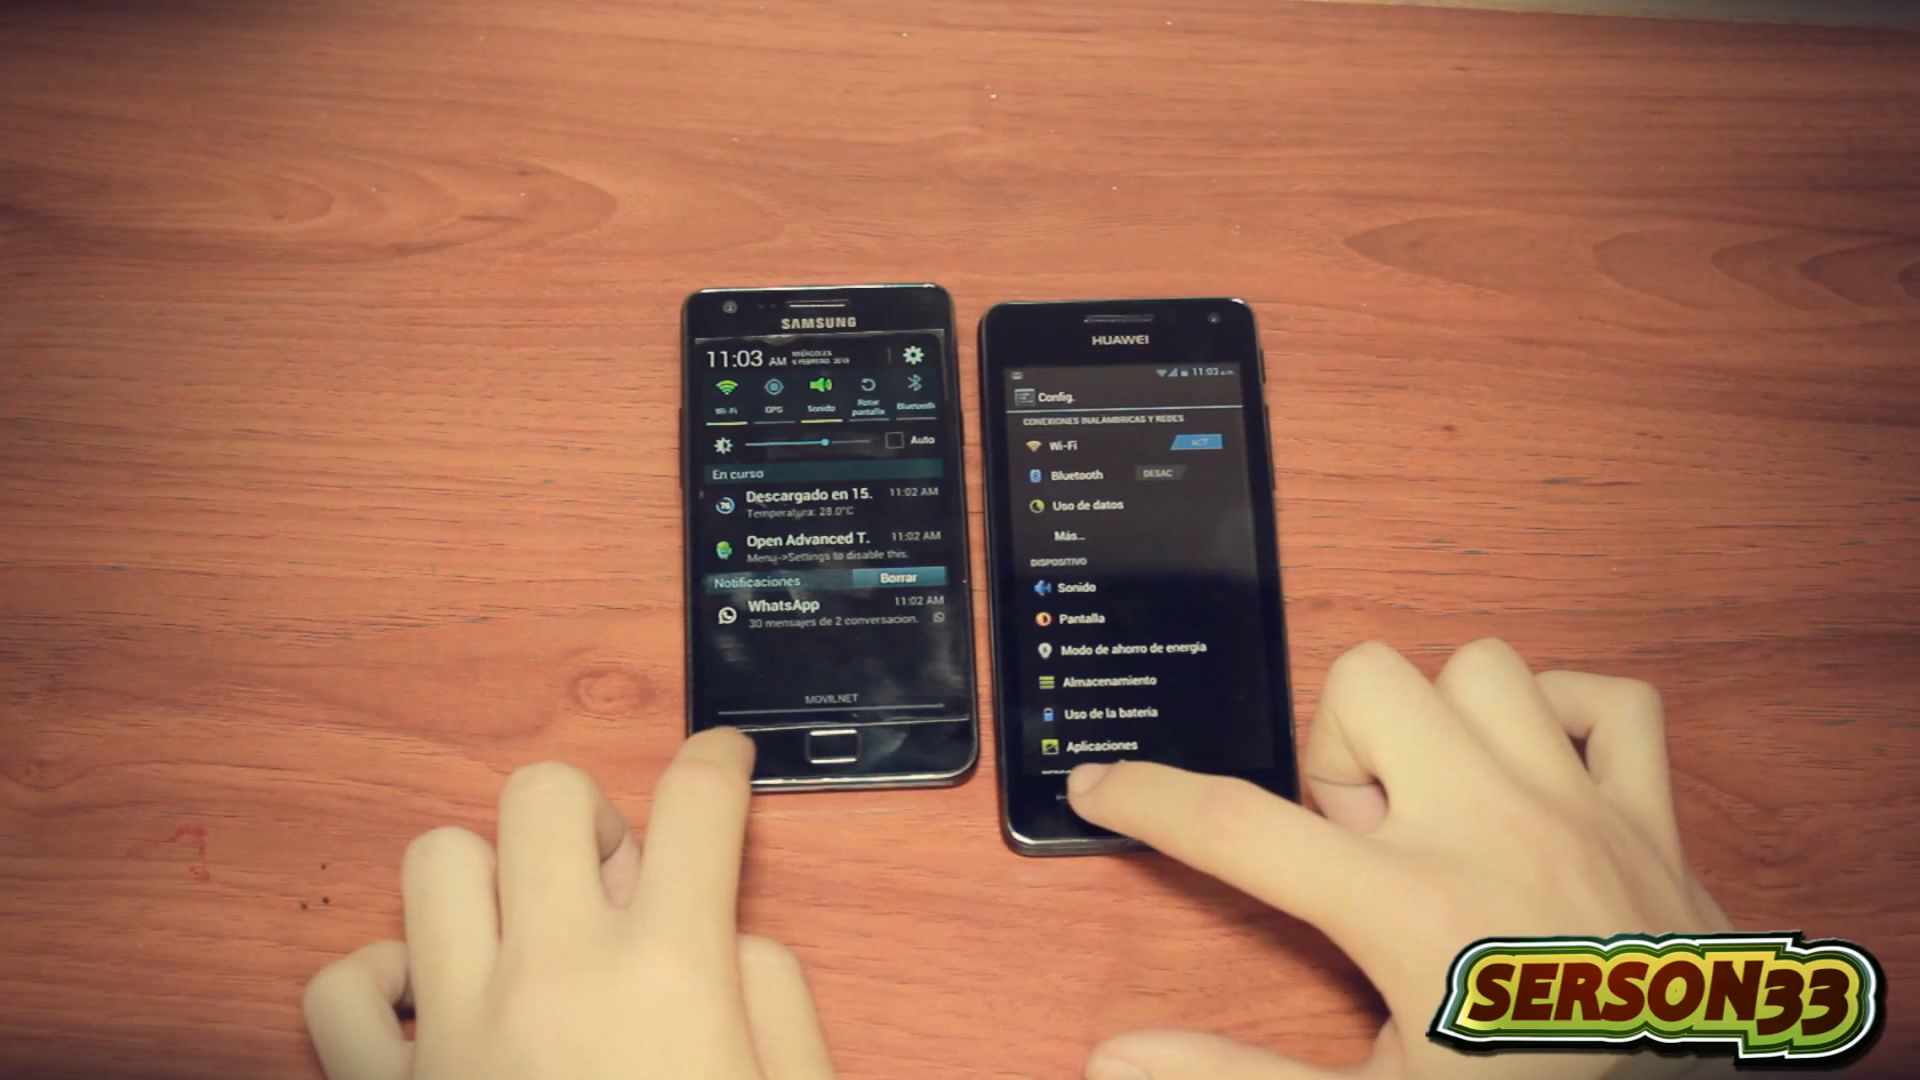 SAMSUNG
11:03 AM
MIÉRCOLES
6 FEBRERO, 2013
Wi-Fi
GPS
Sonido
Rotar pantalla
Bluetooth
Auto
En curso
Descargado en 15. 11:02 AM
Temperatura: 28.0°C
Open Advanced T. 11:02 AM
Menu->Settings to disable this.
Notificaciones Borrar
WhatsApp 11:02 AM
30 mensajes de 2 conversacion.
MOVILNET
HUAWEI
11:03 a.m.
Config.
CONEXIONES INALÁMBRICAS Y REDES
Wi-Fi ACT
Bluetooth DESAC
Uso de datos
Más...
DISPOSITIVO
Sonido
Pantalla
Modo de ahorro de energía
Almacenamiento
Uso de la batería
Aplicaciones
SERSON33